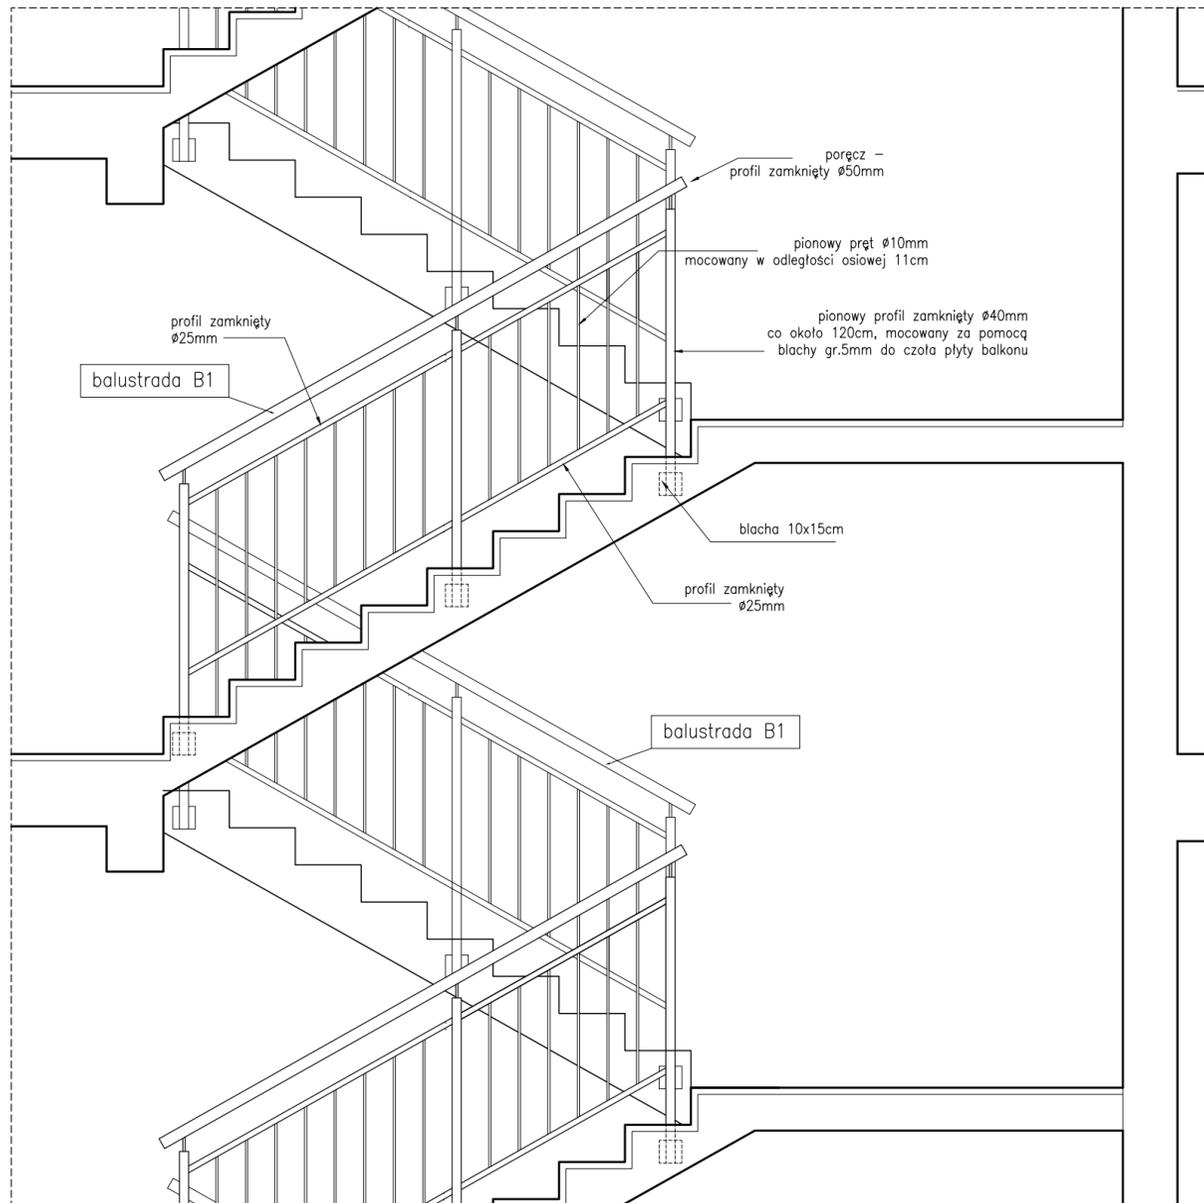 poręcz –
profil zamknięty ø50mm
pionowy pręt ø10mm
mocowany w odległości osiowej 11cm
pionowy profil zamknięty ø40mm
co około 120cm, mocowany za pomocą
blachy gr.5mm do czoła płyty balkonu
profil zamknięty
ø25mm
balustrada B1
blacha 10x15cm
profil zamknięty
ø25mm
balustrada B1